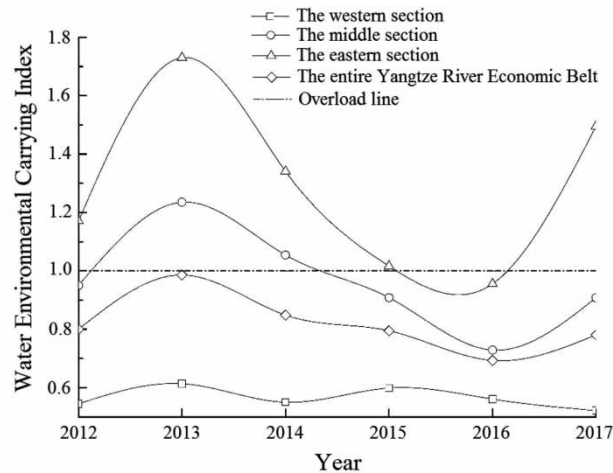 The western section
The middle section
The eastern section
The entire Yangtze River Economic Belt
Overload line
Water Environmental Carrying Index
1.8
1.6
1.4
1.2
1.0
0.8
0.6
2012 2013 2014 2015 2016 2017
Year